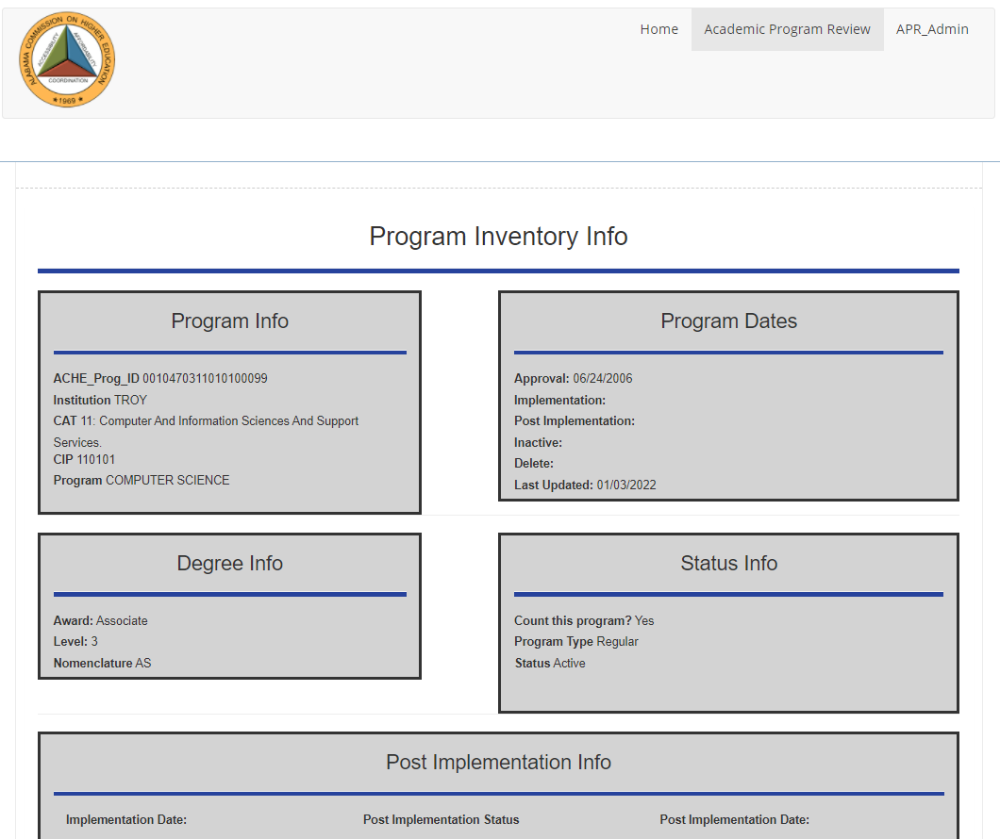 ALABAMA COMMISSION ON HIGHER EDUCATION
ACCESSIBILITY
AFFORDABILITY
COORDINATION
★1969★
Home Academic Program Review APR_Admin
Program Inventory Info
Program Info
ACHE_Prog_ID 0010470311010100099
Institution TROY
CAT 11: Computer And Information Sciences And Support
Services.
CIP 110101
Program COMPUTER SCIENCE
Program Dates
Approval: 06/24/2006
Implementation:
Post Implementation:
Inactive:
Delete:
Last Updated: 01/03/2022
Degree Info
Award: Associate
Level: 3
Nomenclature AS
Status Info
Count this program? Yes
Program Type Regular
Status Active
Post Implementation Info
Implementation Date: Post Implementation Status Post Implementation Date: